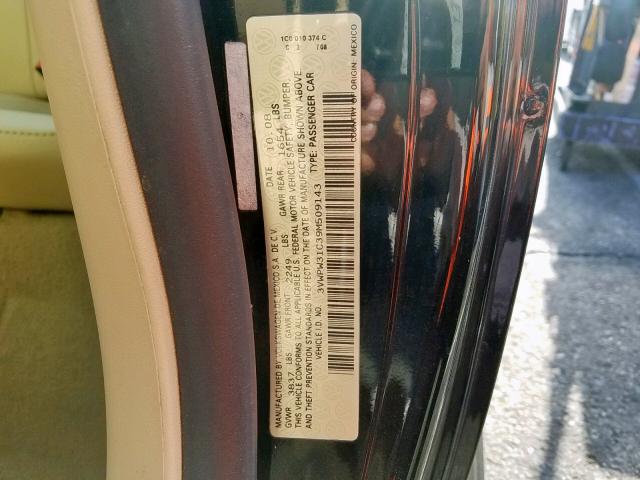 1C0 010 374 C
MANUFACTURED BY VOLKSWAGEN DE MEXICO S.A. DE C.V. DATE 10-08
GVWR 3837 LBS GAWR FRONT 2249 LBS GAWR REAR 1654 LBS
THIS VEHICLE CONFORMS TO ALL APPLICABLE U.S. FEDERAL MOTOR VEHICLE SAFETY, BUMPER,
AND THEFT PREVENTION STANDARDS IN EFFECT ON THE DATE OF MANUFACTURE SHOWN ABOVE.
VEHICLE I.D. NO. 3VWPW31C39M509143 TYPE: PASSENGER CAR
COUNTRY OF ORIGIN: MEXICO